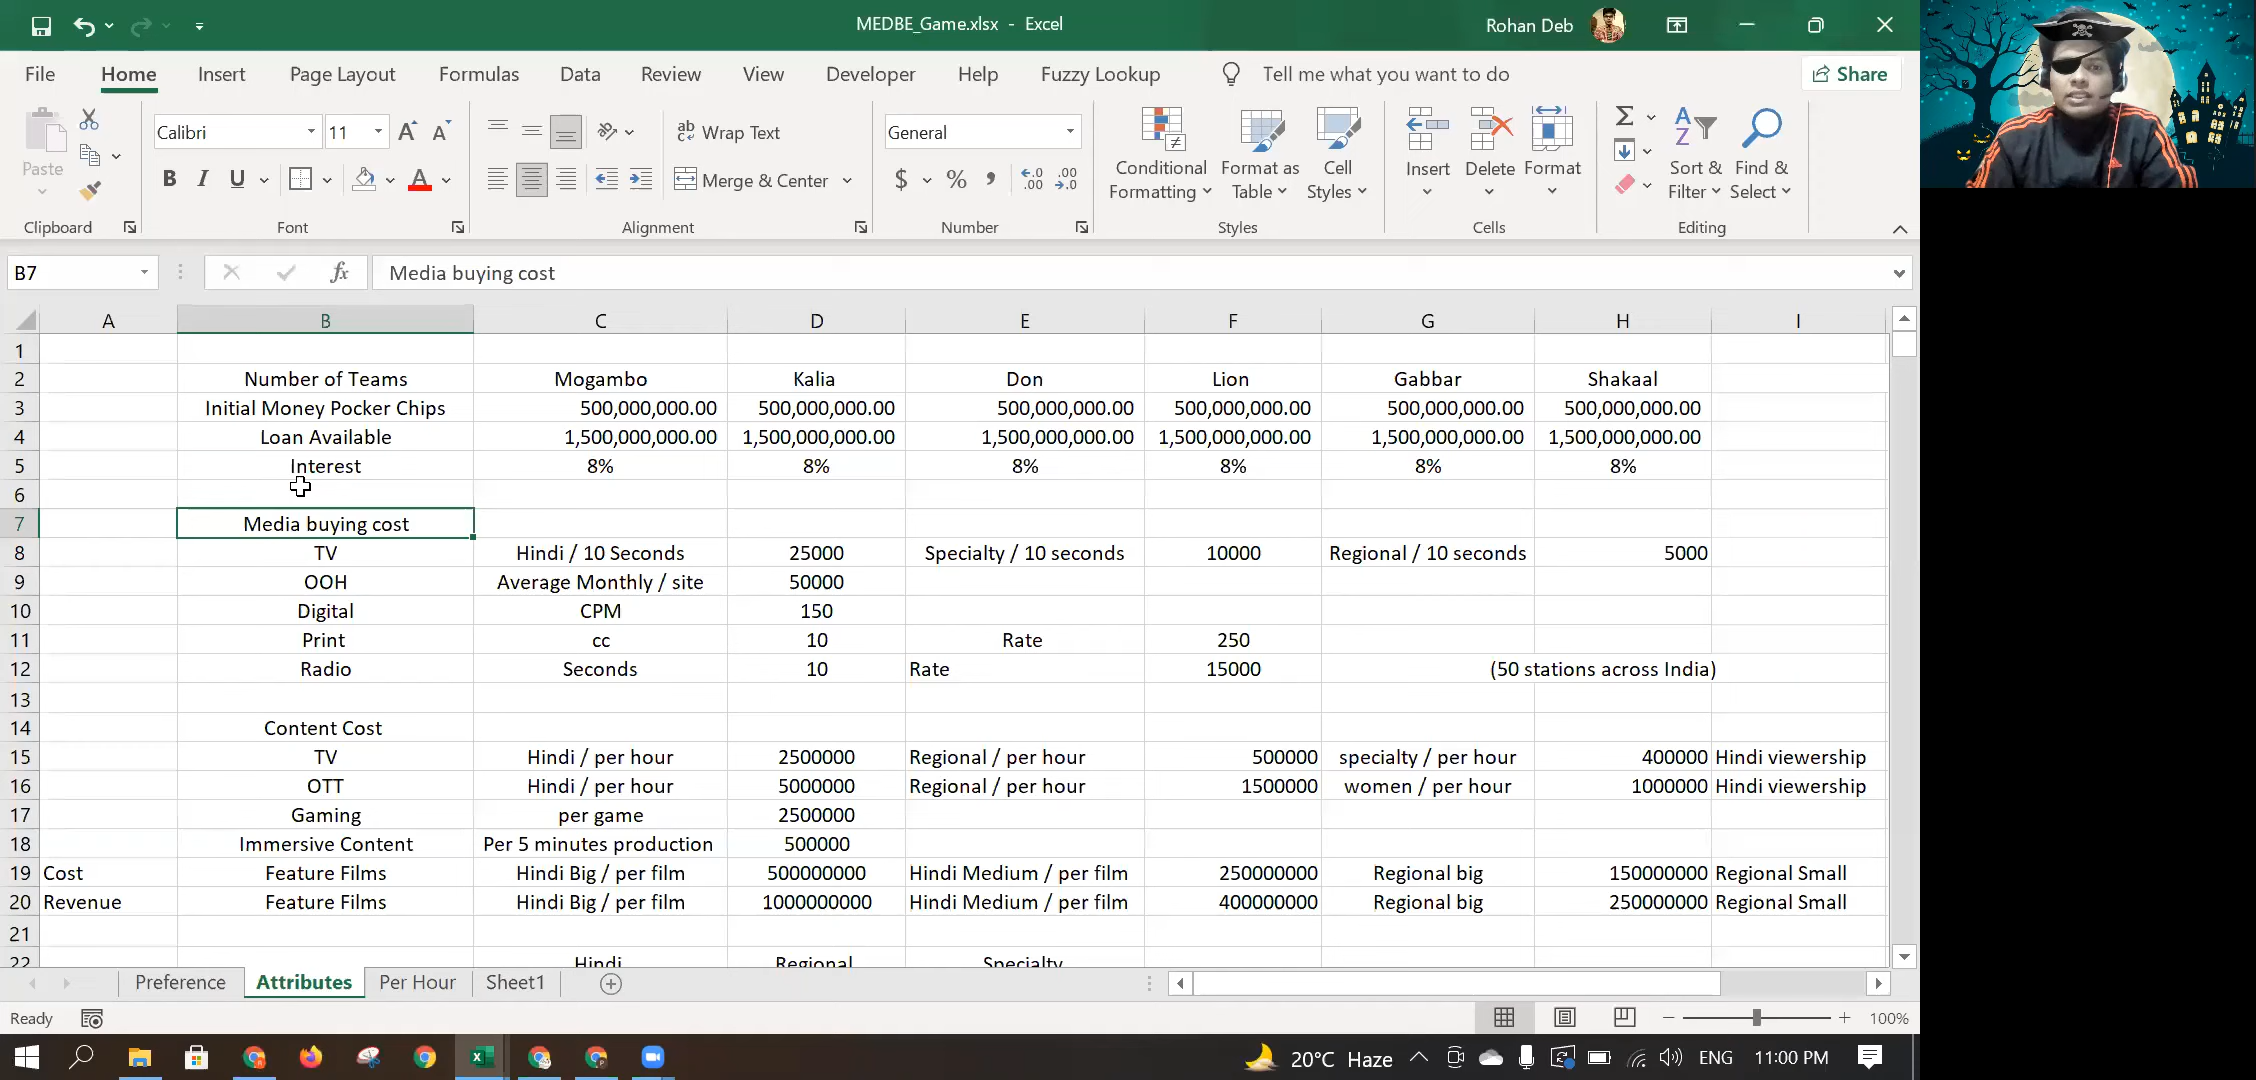 MEDBE_Game.xlsx - Excel
Rohan Deb
File Home Insert Page Layout Formulas Data Review View Developer Help Fuzzy Lookup Tell me what you want to do Share
Paste
Calibri 11
B I U A
ab Wrap Text
Merge & Center
General
$ % ,
Conditional Formatting
Format as Table
Cell Styles
Insert Delete Format
Sort & Filter
Find & Select
Clipboard Font Alignment Number Styles Cells Editing
B7 fx Media buying cost
A B C D E F G H I
1
2 Number of Teams Mogambo Kalia Don Lion Gabbar Shakaal
3 Initial Money Pocker Chips 500,000,000.00 500,000,000.00 500,000,000.00 500,000,000.00 500,000,000.00 500,000,000.00
4 Loan Available 1,500,000,000.00 1,500,000,000.00 1,500,000,000.00 1,500,000,000.00 1,500,000,000.00 1,500,000,000.00
5 Interest 8% 8% 8% 8% 8% 8%
6
7 Media buying cost
8 TV Hindi / 10 Seconds 25000 Specialty / 10 seconds 10000 Regional / 10 seconds 5000
9 OOH Average Monthly / site 50000
10 Digital CPM 150
11 Print cc 10 Rate 250
12 Radio Seconds 10 Rate 15000 (50 stations across India)
13
14 Content Cost
15 TV Hindi / per hour 2500000 Regional / per hour 500000 specialty / per hour 400000 Hindi viewership
16 OTT Hindi / per hour 5000000 Regional / per hour 1500000 women / per hour 1000000 Hindi viewership
17 Gaming per game 2500000
18 Immersive Content Per 5 minutes production 500000
19 Cost Feature Films Hindi Big / per film 500000000 Hindi Medium / per film 250000000 Regional big 150000000 Regional Small
20 Revenue Feature Films Hindi Big / per film 1000000000 Hindi Medium / per film 400000000 Regional big 250000000 Regional Small
21
22 Hindi Regional Specialty
Preference Attributes Per Hour Sheet1
Ready 100%
20°C Haze ENG 11:00 PM